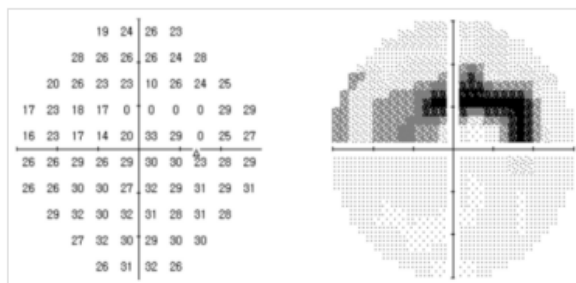 19 24 26 23
28 26 26 26 24 28
20 26 23 23 10 26 24 25
17 23 18 17 0 0 0 0 29 29
16 23 17 14 20 33 29 0 25 27
26 26 29 26 29 30 30 23 28 29
26 26 30 30 27 32 29 31 29 31
29 32 30 32 31 28 31 28
27 32 30 29 30 30
26 31 32 26